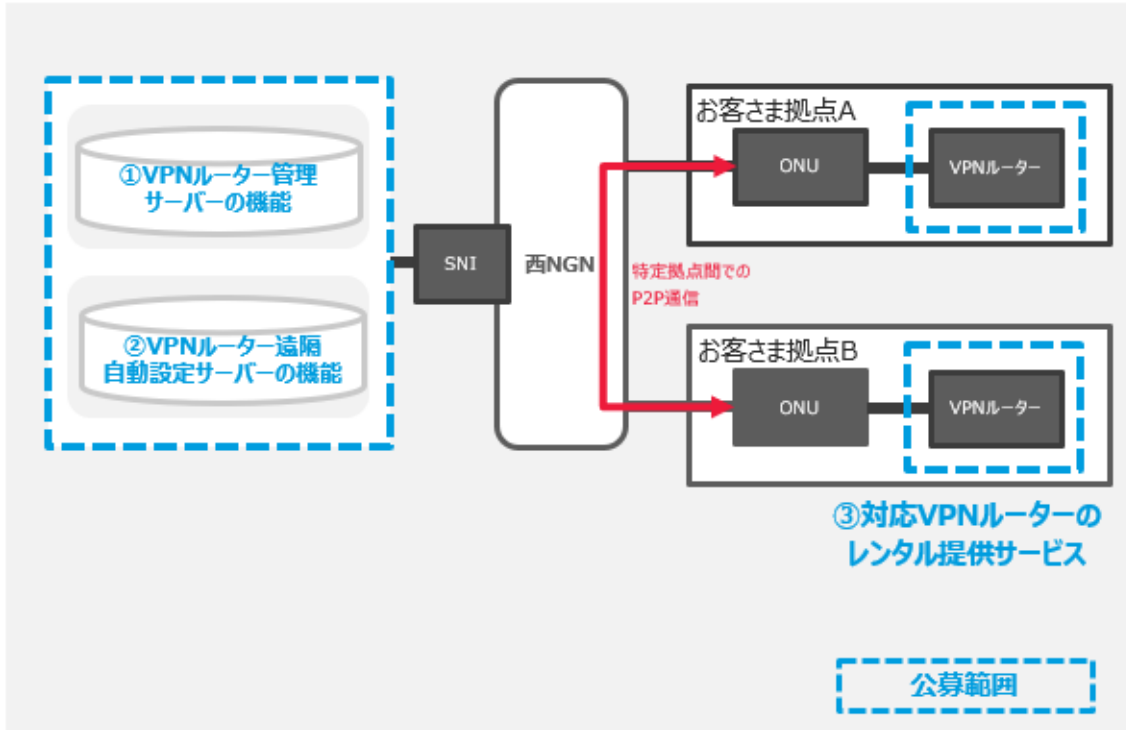 ①VPNルーター管理
サーバーの機能
②VPNルーター遠隔
自動設定サーバーの機能
SNI
西NGN
特定拠点間での
P2P通信
お客さま拠点A
ONU
VPNルーター
お客さま拠点B
ONU
VPNルーター
③対応VPNルーターの
レンタル提供サービス
公募範囲